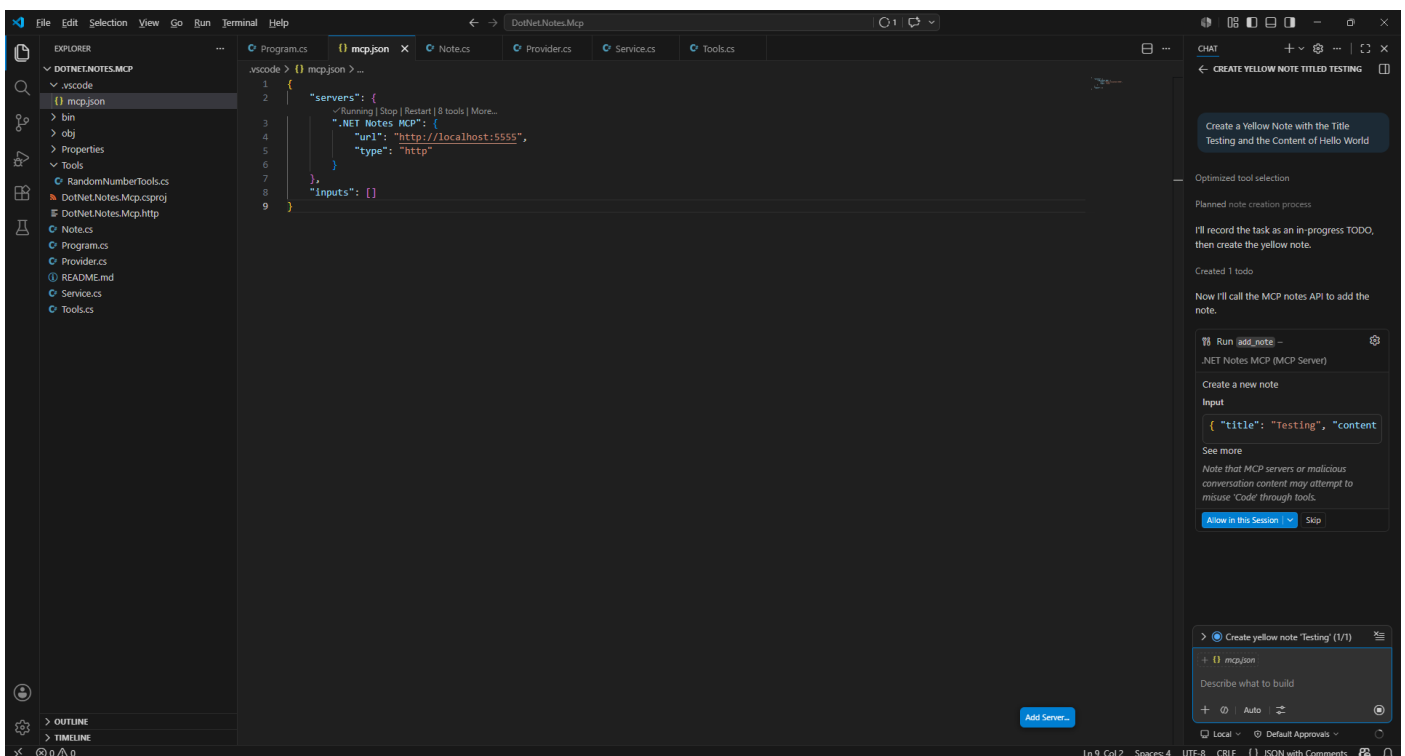 File Edit Selection View Go Run Terminal Help
DotNet.Notes.Mcp
1
EXPLORER
DOTNET.NOTES.MCP
.vscode
{} mcp.json
bin
obj
Properties
Tools
RandomNumberTools.cs
DotNet.Notes.Mcp.csproj
DotNet.Notes.Mcp.http
Note.cs
Program.cs
Provider.cs
README.md
Service.cs
Tools.cs
OUTLINE
TIMELINE
Program.cs {} mcp.json Note.cs Provider.cs Service.cs Tools.cs
.vscode > {} mcp.json > ...
1 {
2 "servers": {
✓Running | Stop | Restart | 8 tools | More...
3 ".NET Notes MCP": {
4 "url": "http://localhost:5555",
5 "type": "http"
6 }
7 },
8 "inputs": []
9 }
Add Server...
CHAT
CREATE YELLOW NOTE TITLED TESTING
Create a Yellow Note with the Title
Testing and the Content of Hello World
Optimized tool selection
Planned note creation process
I'll record the task as an in-progress TODO,
then create the yellow note.
Created 1 todo
Now I'll call the MCP notes API to add the
note.
Run add_note –
.NET Notes MCP (MCP Server)
Create a new note
Input
{ "title": "Testing", "content
See more
Note that MCP servers or malicious
conversation content may attempt to
misuse 'Code' through tools.
Allow in this Session Skip
Create yellow note 'Testing' (1/1)
+ {} mcp.json
Describe what to build
Auto
Local Default Approvals
0 0
Ln 9, Col 2 Spaces: 4 UTF-8 CRLF {} JSON with Comments